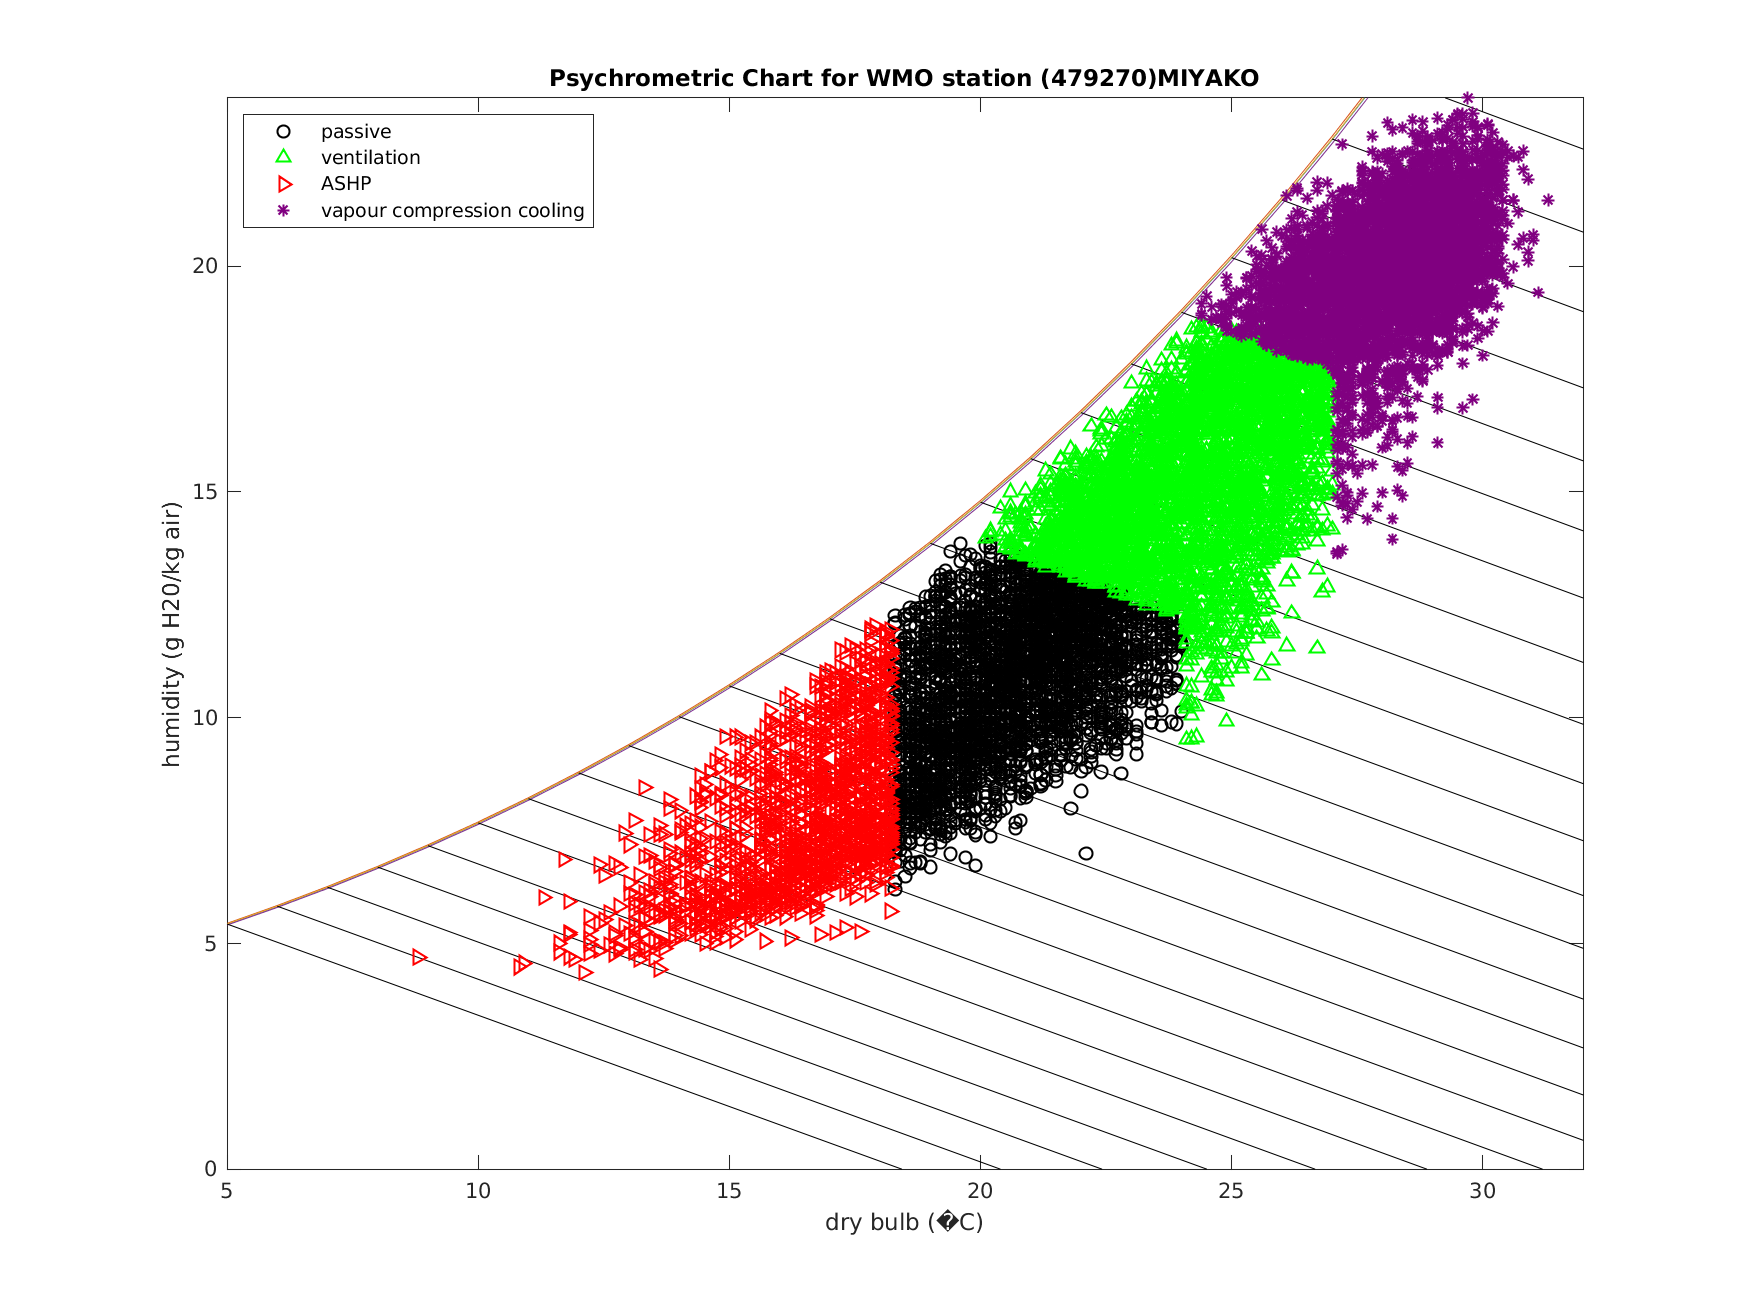 Psychrometric Chart for WMO station (479270)MIYAKO
passive
ventilation
ASHP
vapour compression cooling
20
15
10
5
0
humidity (g H20/kg air)
5 10 15 20 25 30
dry bulb (�C)